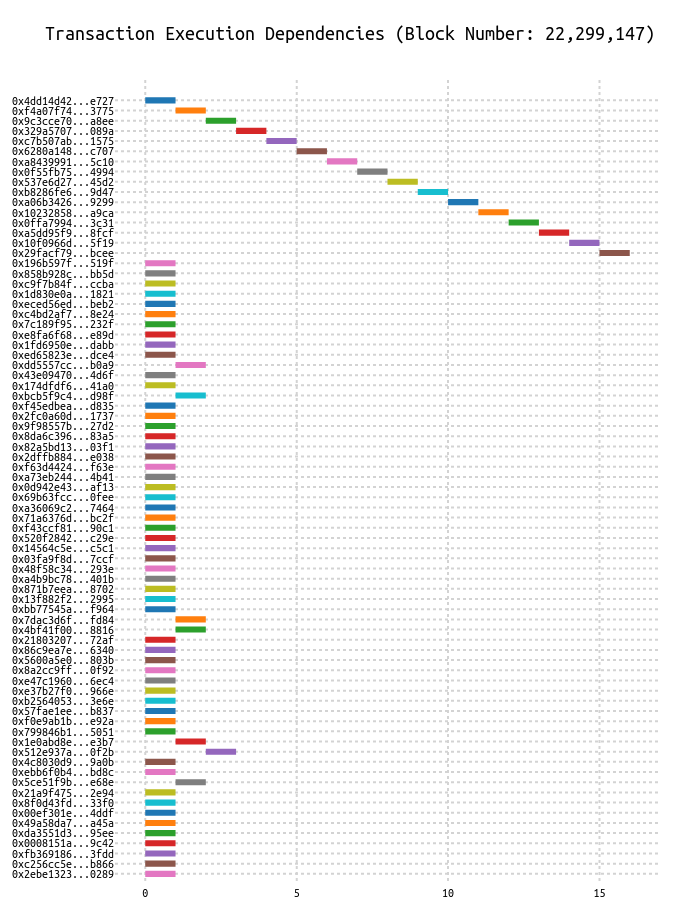 Transaction Execution Dependencies (Block Number: 22,299,147)
0x4dd14d42...e727
0xf4a07f74...3775
0x9c3cce70...a8ee
0x329a5707...089a
0xc7b507ab...1575
0x6280a148...c707
0xa8439991...5c10
0x0f55fb75...4994
0x537e6d27...45d2
0xb8286fe6...9d47
0xa06b3426...9299
0x10232858...a9ca
0x0ffa7994...3c31
0xa5dd95f9...8fcf
0x10f0966d...5f19
0x29facf79...bcee
0x196b597f...519f
0x858b928c...bb5d
0xc9f7b84f...ccba
0x1d830e0a...1821
0xeced56ed...beb2
0xc4bd2af7...8e24
0x7c189f95...232f
0xe8fa6f68...e89d
0x1fd6950e...dabb
0xed65823e...dce4
0xdd5557cc...b0a9
0x43e09470...4d6f
0x174dfdf6...41a0
0xbcb5f9c4...d98f
0xf45edbea...d835
0x2fc0a60d...1737
0x9f98557b...27d2
0x8da6c396...83a5
0x82a5bd13...03f1
0x2dffb884...e038
0xf63d4424...f63e
0xa73eb244...4b41
0x0d942e43...af13
0x69b63fcc...0fee
0xa36069c2...7464
0x71a6376d...bc2f
0xf43ccf81...90c1
0x520f2842...c29e
0x14564c5e...c5c1
0x03fa9f8d...7ccf
0x48f58c34...293e
0xa4b9bc78...401b
0x871b7eea...8702
0x13f882f2...2995
0xbb77545a...f964
0x7dac3d6f...fd84
0x4bf41f00...8816
0x21803207...72af
0x86c9ea7e...6340
0x5600a5e0...803b
0x8a2cc9ff...0f92
0xe47c1960...6ec4
0xe37b27f0...966e
0xb2564053...3e6e
0x57fae1ee...b837
0xf0e9ab1b...e92a
0x799846b1...5051
0x1e0abd8e...e3b7
0x512e937a...0f2b
0x4c8030d9...9a0b
0xebb6f0b4...bd8c
0x5ce51f9b...e68e
0x21a9f475...2e94
0x8f0d43fd...33f0
0x00ef301e...4ddf
0x49a58da7...a45a
0xda3551d3...95ee
0x0008151a...9c42
0xfb369186...3fdd
0xc256cc5e...b866
0x2ebe1323...0289
0 5 10 15